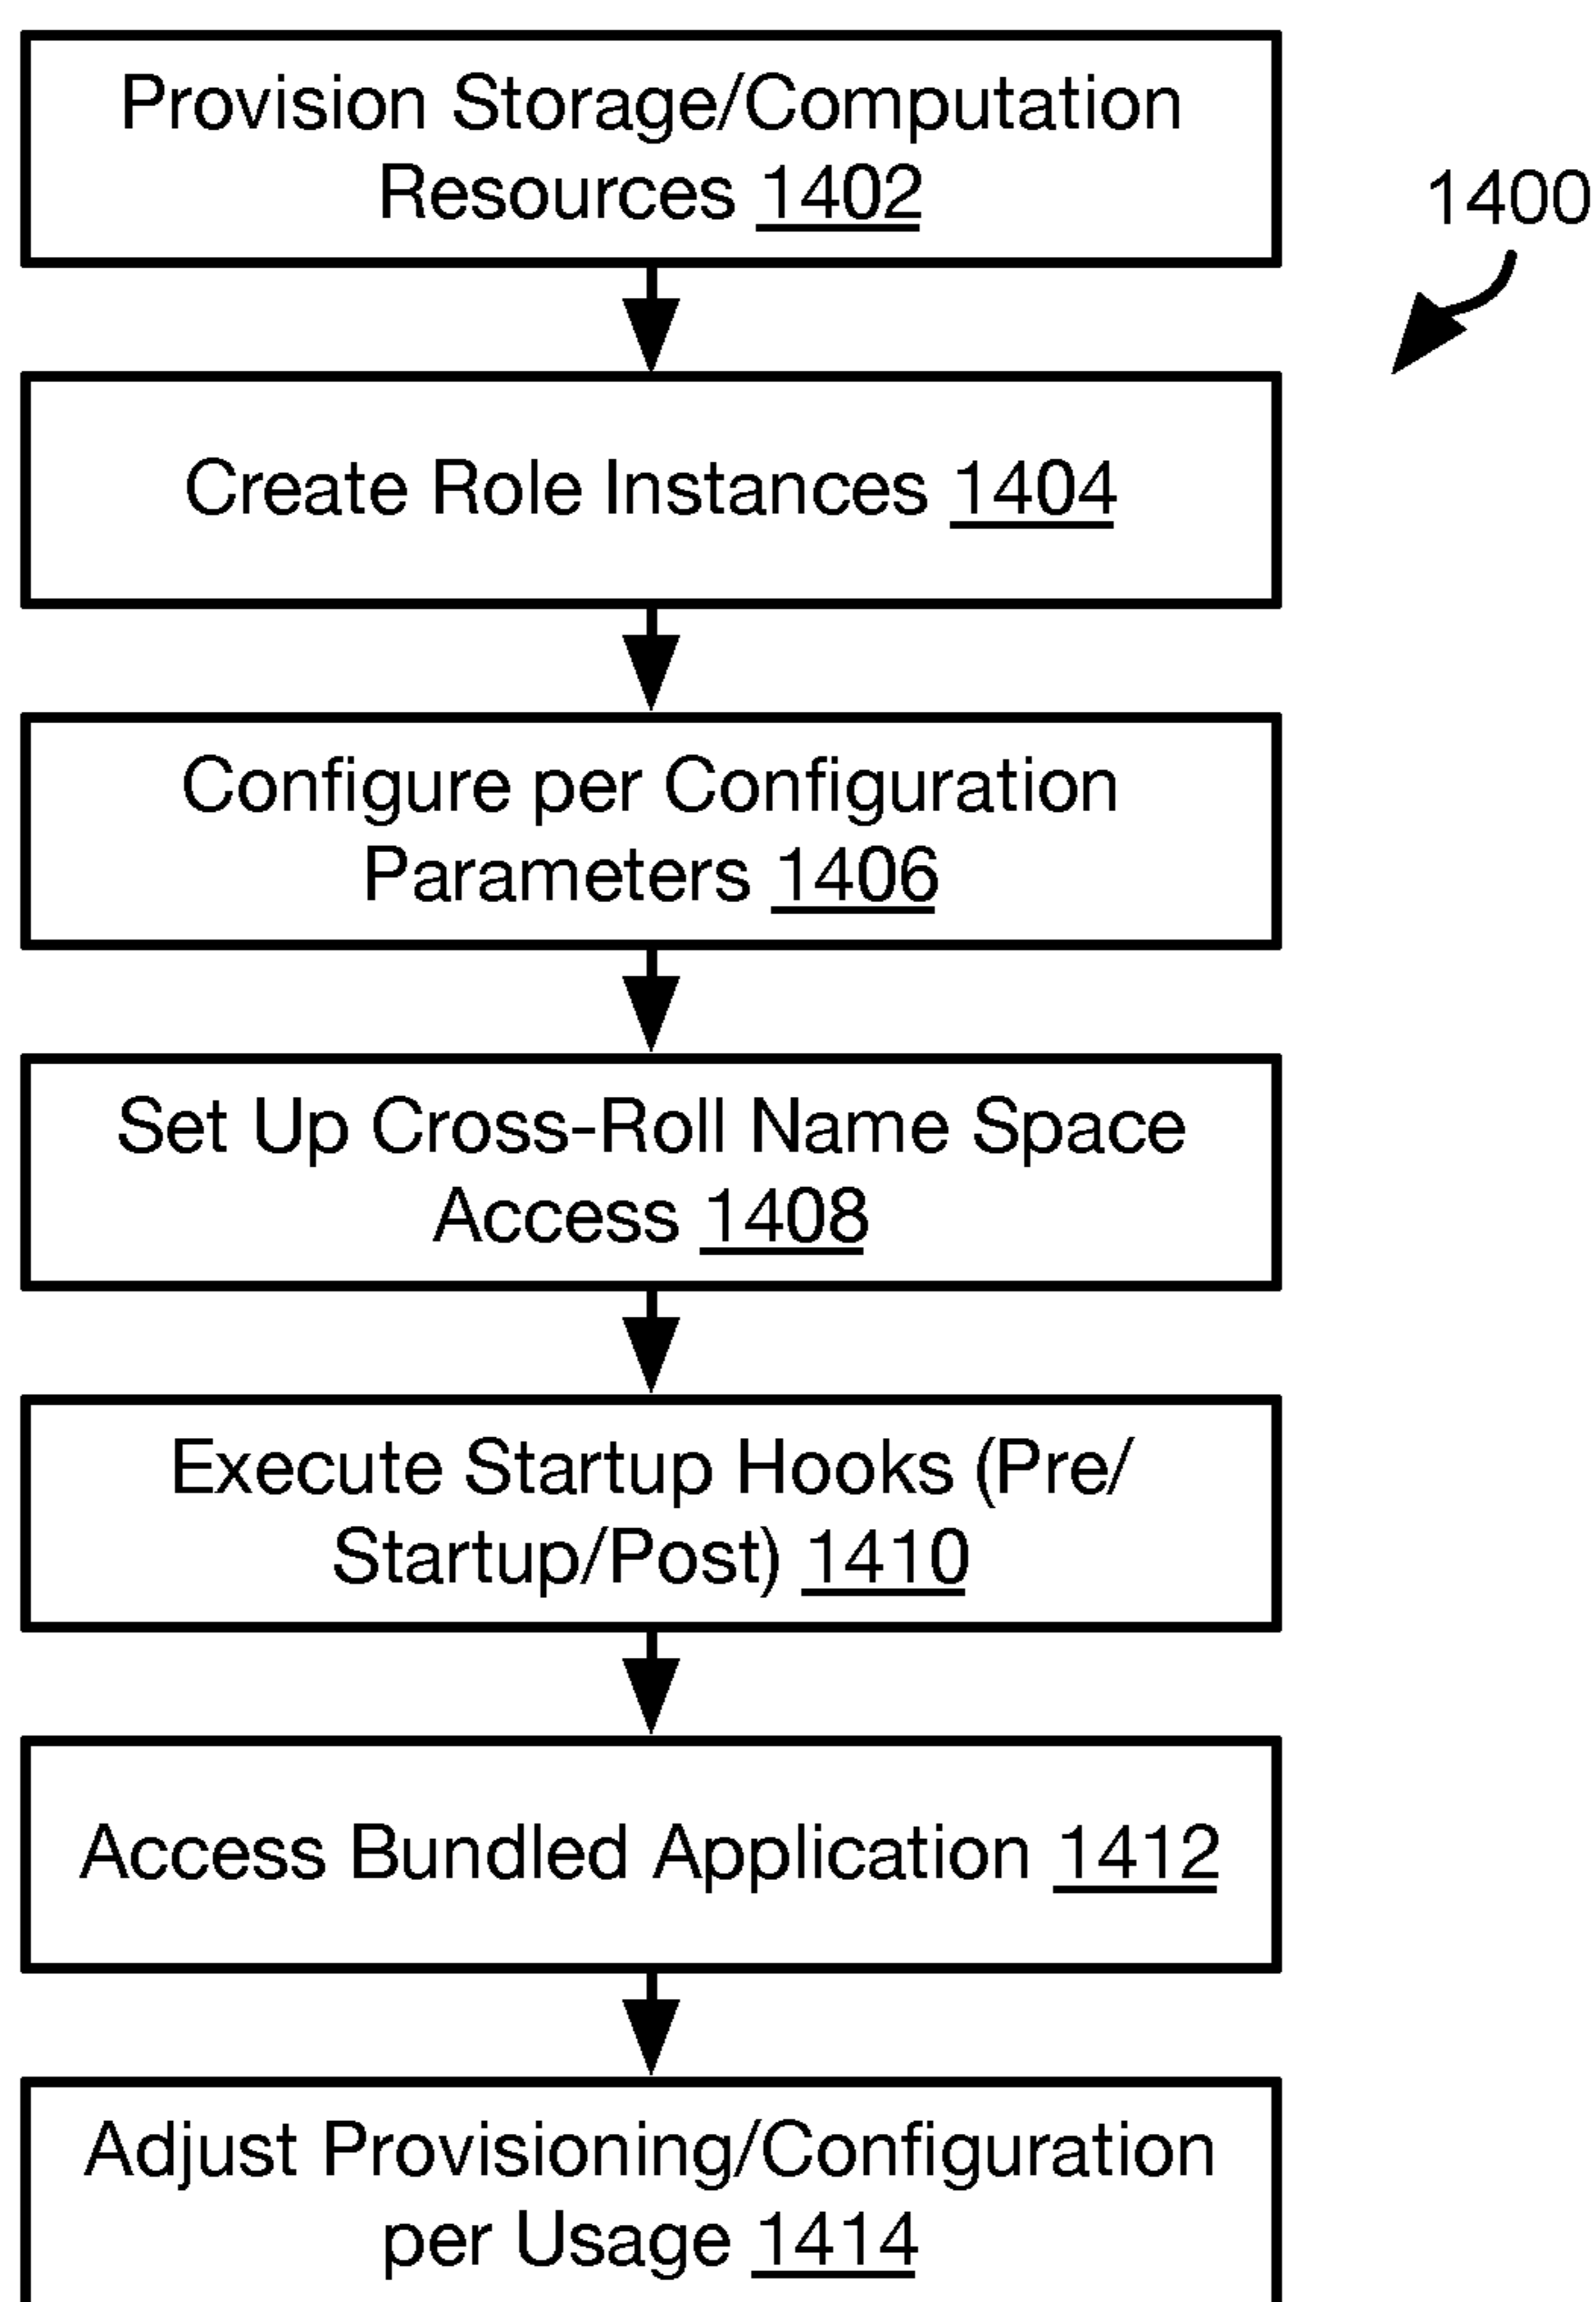 Provision Storage/Computation
Resources 1402
1400
Create Role Instances 1404
Configure per Configuration
Parameters 1406
Set Up Cross-Roll Name Space
Access 1408
Execute Startup Hooks (Pre/
Startup/Post) 1410
Access Bundled Application 1412
Adjust Provisioning/Configuration
per Usage 1414